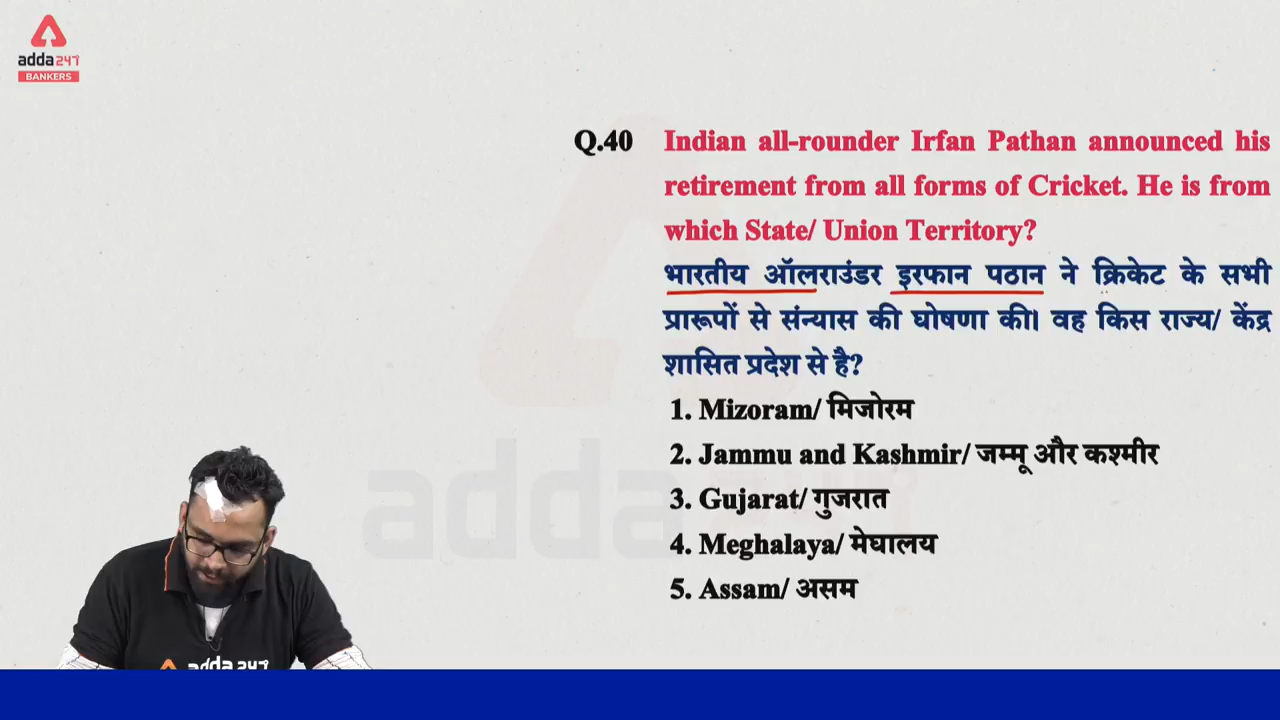 adda247
BANKERS
Q.40 Indian all-rounder Irfan Pathan announced his
retirement from all forms of Cricket. He is from
which State/ Union Territory?
भारतीय ऑलराउंडर इरफान पठान ने क्रिकेट के सभी
प्रारूपों से संन्यास की घोषणा की। वह किस राज्य/ केंद्र
शासित प्रदेश से है?
1. Mizoram/ मिजोरम
2. Jammu and Kashmir/ जम्मू और कश्मीर
3. Gujarat/ गुजरात
4. Meghalaya/ मेघालय
5. Assam/ असम
adda247
adda247